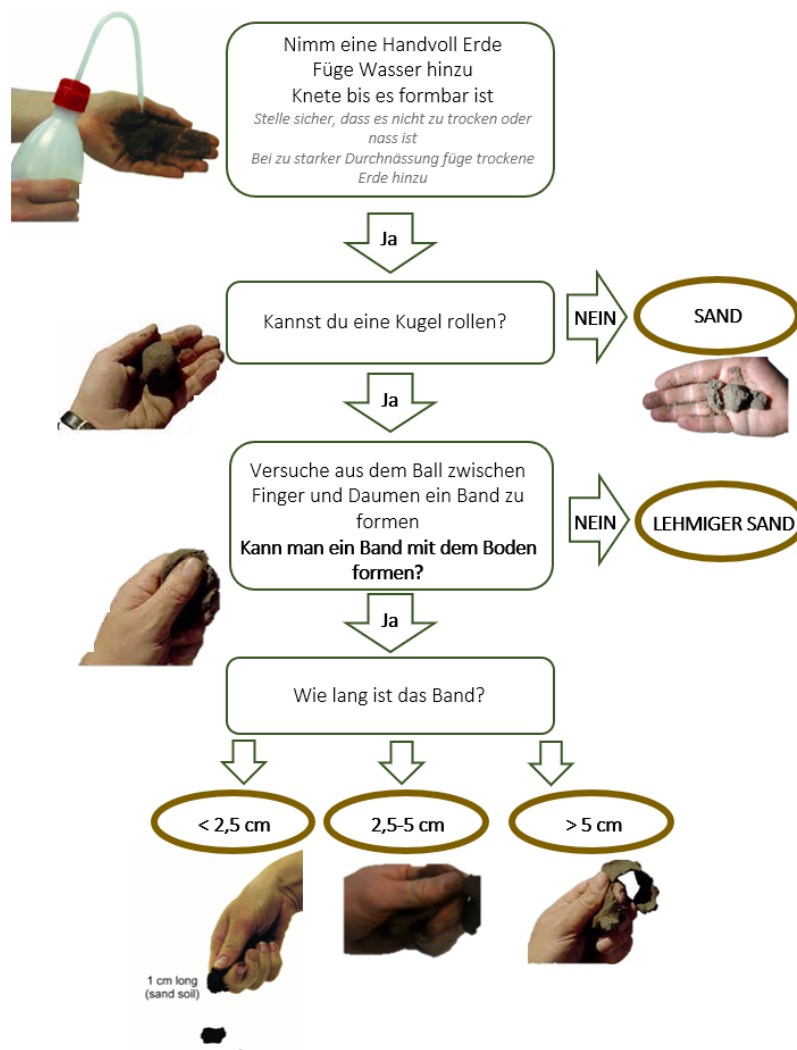 Nimm eine Handvoll Erde
Füge Wasser hinzu
Knete bis es formbar ist
Stelle sicher, dass es nicht zu trocken oder
nass ist
Bei zu starker Durchnässung füge trockene
Erde hinzu
Ja
Kannst du eine Kugel rollen?
NEIN
SAND
Ja
Versuche aus dem Ball zwischen
Finger und Daumen ein Band zu
formen
Kann man ein Band mit dem Boden
formen?
NEIN
LEHMIGER SAND
Ja
Wie lang ist das Band?
< 2,5 cm
2,5-5 cm
> 5 cm
1 cm long
(sand soil)